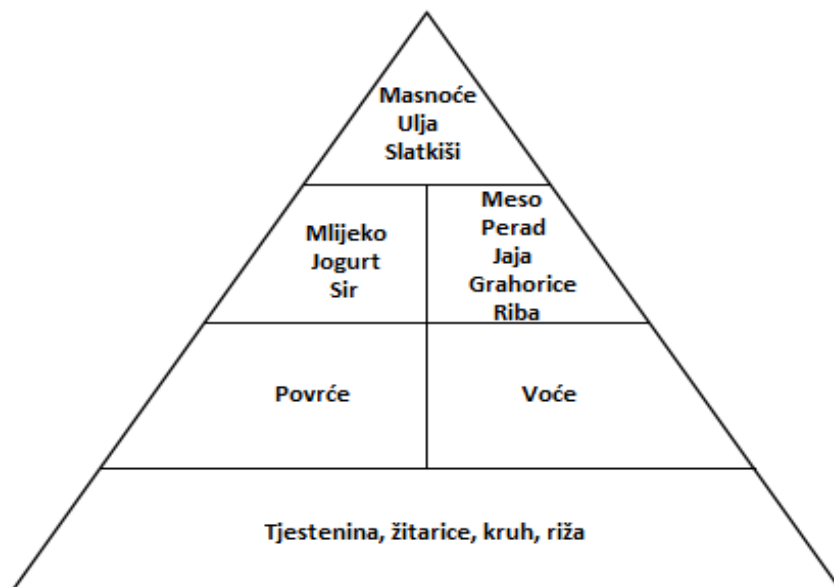 Masnoće
Ulja
Slatkiši
Mlijeko
Jogurt
Sir
Meso
Perad
Jaja
Grahorice
Riba
Povrće
Voće
Tjestenina, žitarice, kruh, riža